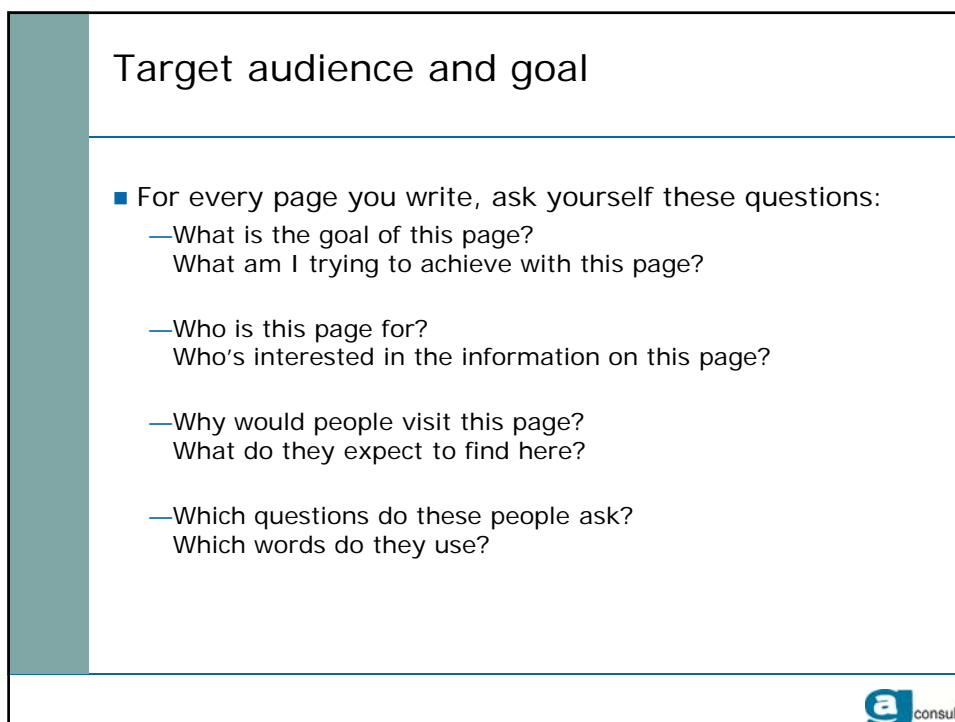 Target audience and goal
■ For every page you write, ask yourself these questions:
—What is the goal of this page?
What am I trying to achieve with this page?
—Who is this page for?
Who's interested in the information on this page?
—Why would people visit this page?
What do they expect to find here?
—Which questions do these people ask?
Which words do they use?
a consul